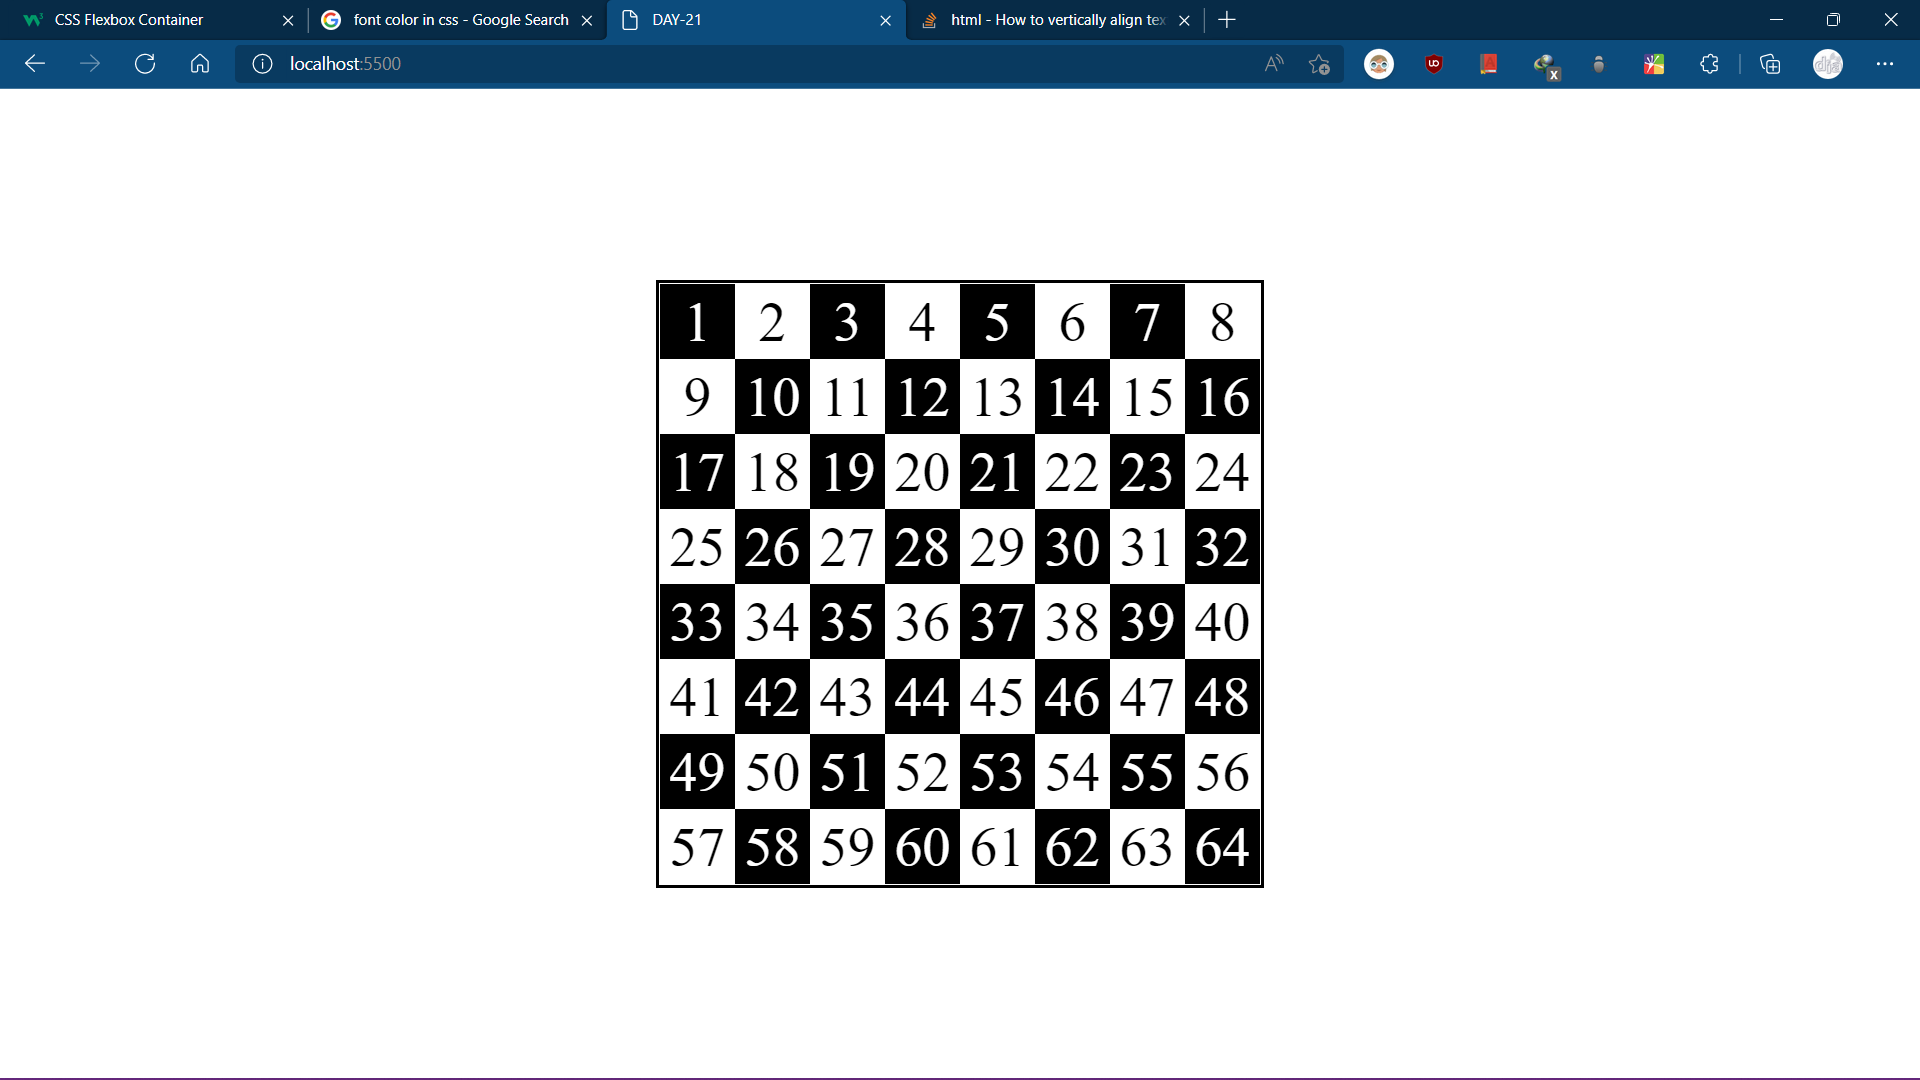 CSS Flexbox Container
font color in css - Google Search
DAY-21
html - How to vertically align tex
localhost:5500
1 2 3 4 5 6 7 8
9 10 11 12 13 14 15 16
17 18 19 20 21 22 23 24
25 26 27 28 29 30 31 32
33 34 35 36 37 38 39 40
41 42 43 44 45 46 47 48
49 50 51 52 53 54 55 56
57 58 59 60 61 62 63 64